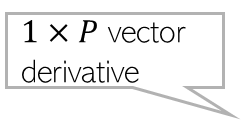 1 × P vector
derivative